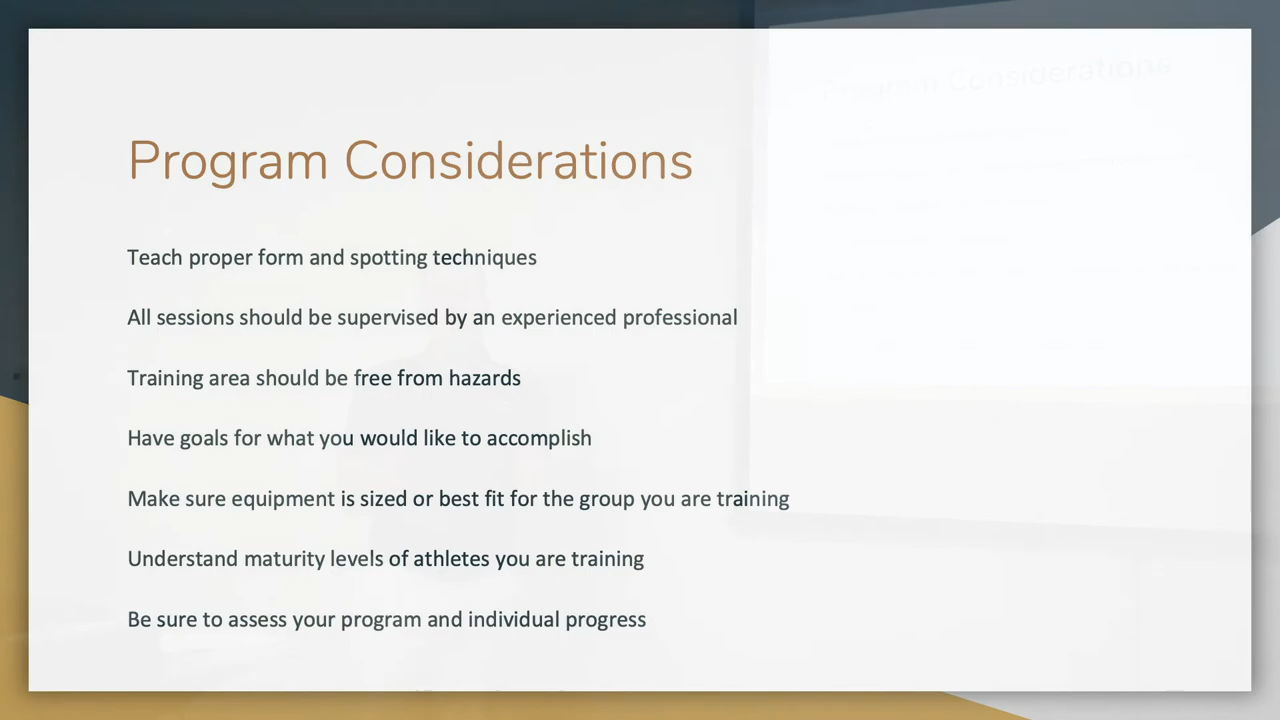 Program Considerations
Program Considerations
Teach proper form and spotting techniques
All sessions should be supervised by an experienced professional
Training area should be free from hazards
Have goals for what you would like to accomplish
Make sure equipment is sized or best fit for the group you are training
Understand maturity levels of athletes you are training
Be sure to assess your program and individual progress